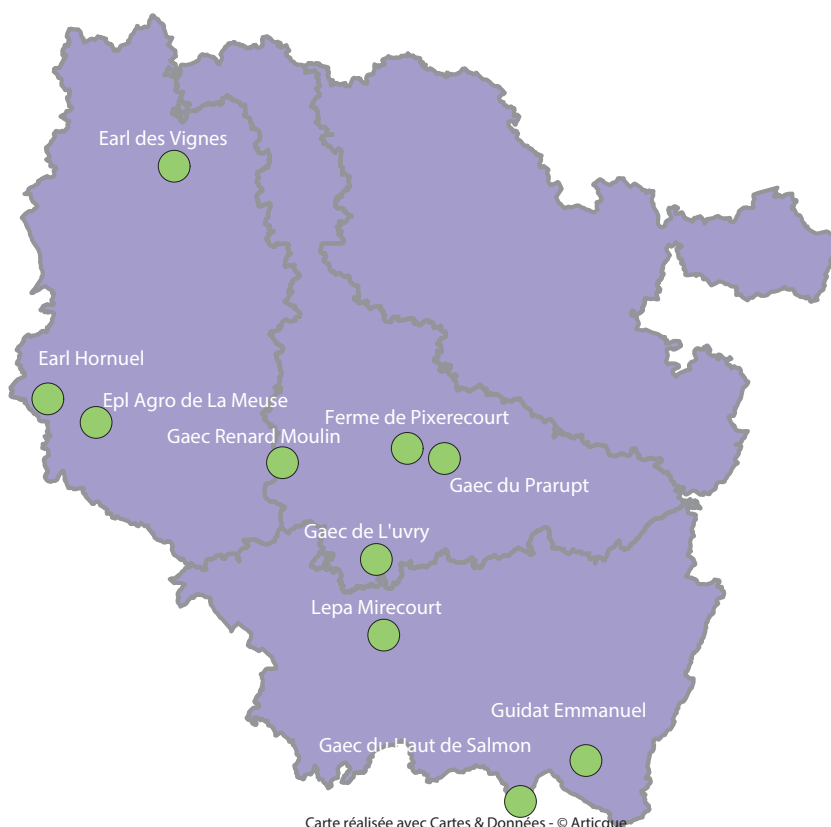 Earl des Vignes
Earl Hornuel
Epl Agro de La Meuse
Ferme de Pixerecourt
Gaec Renard Moulin
Gaec du Prarupt
Gaec de L'uvry
Lepa Mirecourt
Guidat Emmanuel
Gaec du Haut de Salmon
Carte réalisée avec Cartes & Données - © Articque